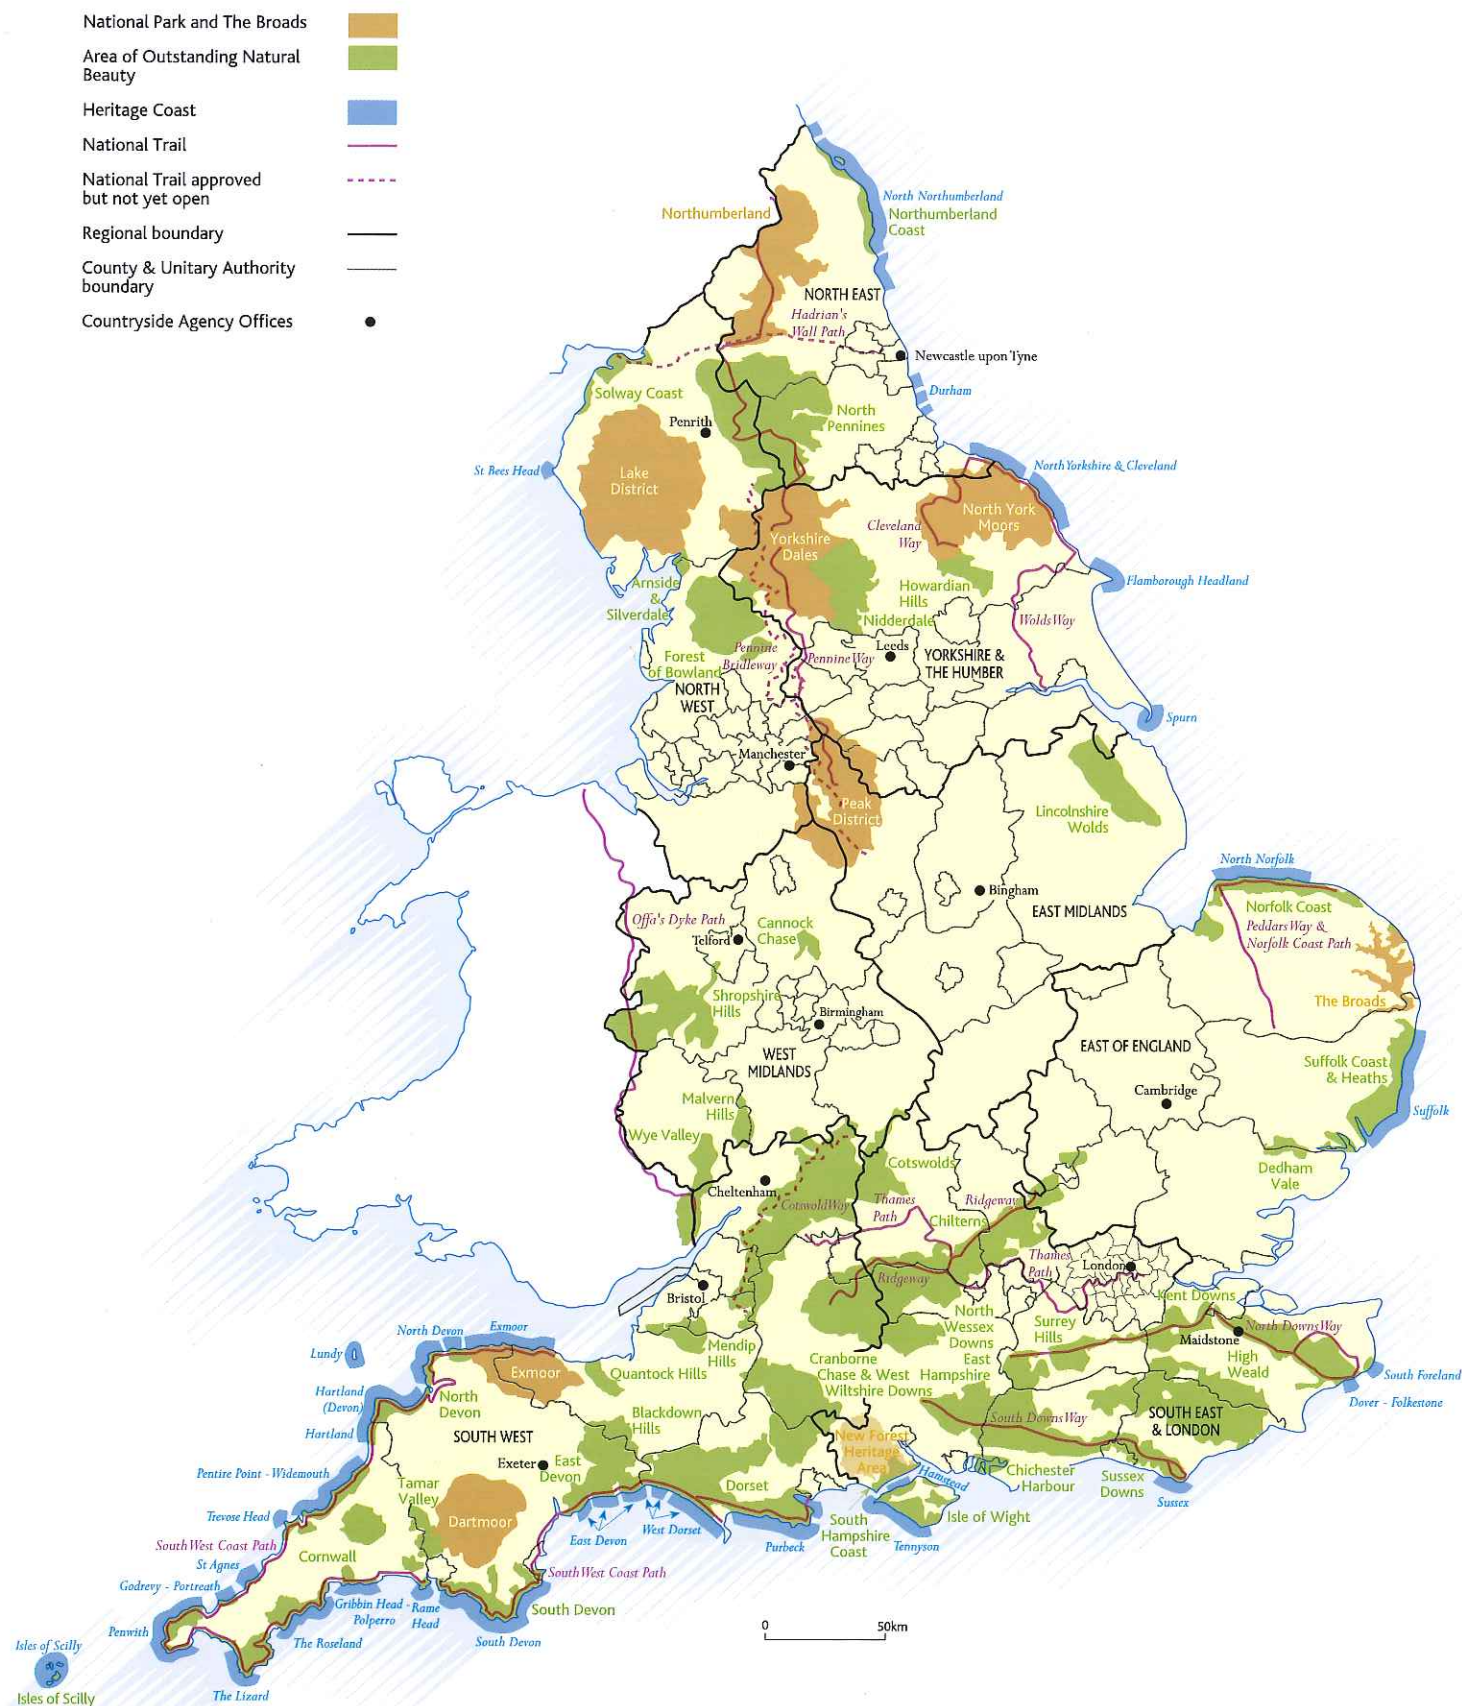 National Park and The Broads
Area of Outstanding Natural
Beauty
Heritage Coast
National Trail
National Trail approved
but not yet open
Regional boundary
County & Unitary Authority
boundary
Countryside Agency Offices
North Northumberland
Northumberland
Northumberland
Coast
NORTH EAST
Hadrian's
Wall Path
Newcastle upon Tyne
Durham
Solway Coast
North
Pennines
Penrith
St Bees Head
Lake
District
North Yorkshire & Cleveland
North York
Moors
Cleveland
Way
Yorkshire
Dales
Flamborough Headland
Arnside
&
Silverdale
Howardian
Hills
Nidderdale
Wolds Way
Forest
of Bowland
Pennine
Bridleway
Pennine Way
Leeds
YORKSHIRE &
THE HUMBER
NORTH
WEST
Spurn
Manchester
Peak
District
Lincolnshire
Wolds
North Norfolk
Bingham
EAST MIDLANDS
Norfolk Coast
Peddars Way &
Norfolk Coast Path
Offa's Dyke Path
Telford
Cannock
Chase
The Broads
Shropshire
Hills
Birmingham
WEST
MIDLANDS
EAST OF ENGLAND
Suffolk Coast
& Heaths
Cambridge
Suffolk
Malvern
Hills
Wye Valley
Dedham
Vale
Cotswolds
Cheltenham
Cotswold Way
Thames
Path
Ridgeway
Chilterns
Thames
Path
London
Ridgeway
Bristol
Kent Downs
North
Wessex
Downs
Surrey
Hills
North Downs Way
Maidstone
North Devon
Exmoor
Lundy
Exmoor
Mendip
Hills
Quantock Hills
Cranborne
Chase & West
Wiltshire Downs
East
Hampshire
High
Weald
South Foreland
Dover - Folkestone
Hartland
(Devon)
Hartland
North
Devon
Blackdown
Hills
SOUTH WEST
South Downs Way
SOUTH EAST
& LONDON
New Forest
Heritage
Area
Exeter
East
Devon
Pentire Point - Widemouth
Tamar
Valley
Dorset
Hamstead
Chichester
Harbour
Sussex
Downs
Sussex
Trevose Head
Dartmoor
East Devon
West Dorset
Purbeck
South
Hampshire
Coast
Isle of Wight
Tennyson
South West Coast Path
St Agnes
Cornwall
Godrevy - Portreath
South West Coast Path
Gribbin Head -
Polperro
Rame
Head
South Devon
South Devon
Penwith
The Roseland
Isles of Scilly
Isles of Scilly
The Lizard
0
50km